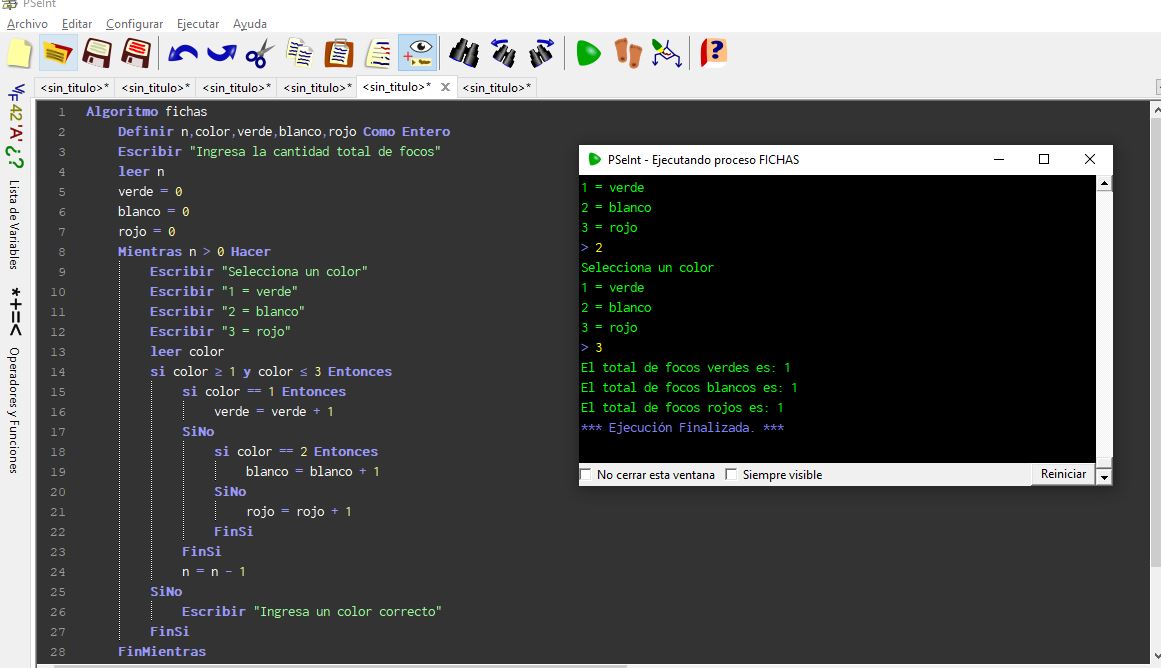 PSeInt
Archivo Editar Configurar Ejecutar Ayuda
<sin_titulo>* <sin_titulo>* <sin_titulo>* <sin_titulo>* <sin_titulo>* X <sin_titulo>*
42 'A' ¿?
Lista de Variables
*+=<
Operadores y Funciones
1 Algoritmo fichas
2 Definir n,color,verde,blanco,rojo Como Entero
3 Escribir "Ingresa la cantidad total de focos"
4 leer n
5 verde = 0
6 blanco = 0
7 rojo = 0
8 Mientras n > 0 Hacer
9 Escribir "Selecciona un color"
10 Escribir "1 = verde"
11 Escribir "2 = blanco"
12 Escribir "3 = rojo"
13 leer color
14 si color ≥ 1 y color ≤ 3 Entonces
15 si color == 1 Entonces
16 verde = verde + 1
17 SiNo
18 si color == 2 Entonces
19 blanco = blanco + 1
20 SiNo
21 rojo = rojo + 1
22 FinSi
23 FinSi
24 n = n - 1
25 SiNo
26 Escribir "Ingresa un color correcto"
27 FinSi
28 FinMientras
PSeInt - Ejecutando proceso FICHAS
1 = verde
2 = blanco
3 = rojo
> 2
Selecciona un color
1 = verde
2 = blanco
3 = rojo
> 3
El total de focos verdes es: 1
El total de focos blancos es: 1
El total de focos rojos es: 1
*** Ejecución Finalizada. ***
No cerrar esta ventana Siempre visible Reiniciar